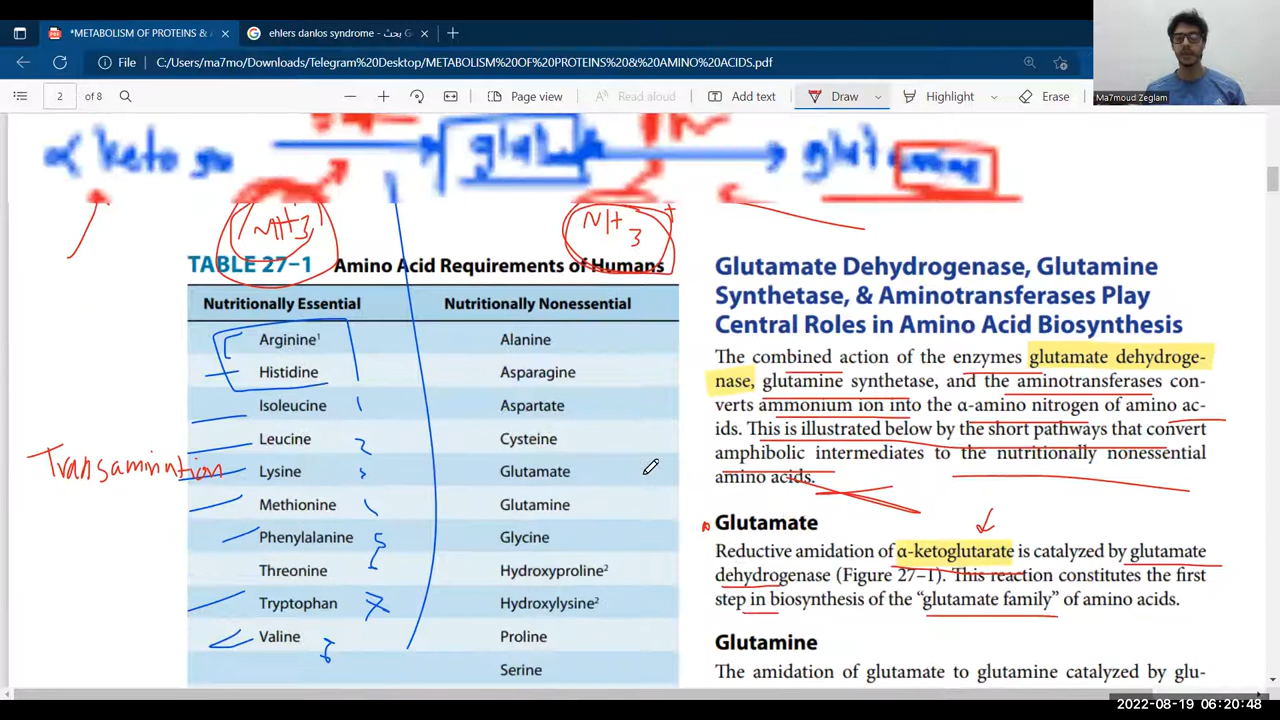 *METABOLISM OF PROTEINS & A
ehlers danlos syndrome - بحث G
File
C:/Users/ma7mo/Downloads/Telegram%20Desktop/METABOLISM%20OF%20PROTEINS%20&%20AMINO%20ACIDS.pdf
2 of 8
Page view
Read aloud
Add text
Draw
Highlight
Erase
Ma7moud Zeglam
α keto
glut
NH3
NH3+
TABLE 27–1 Amino Acid Requirements of Humans
Nutritionally Essential Nutritionally Nonessential
Arginine¹ Alanine
Histidine Asparagine
Isoleucine 1 Aspartate
Leucine 2 Cysteine
Lysine Glutamate
Methionine Glutamine
Phenylalanine 5 Glycine
Threonine Hydroxyproline²
Tryptophan 7 Hydroxylysine²
Valine Proline
Serine
Transamination
Glutamate Dehydrogenase, Glutamine
Synthetase, & Aminotransferases Play
Central Roles in Amino Acid Biosynthesis
The combined action of the enzymes glutamate dehydroge-
nase, glutamine synthetase, and the aminotransferases con-
verts ammonium ion into the α-amino nitrogen of amino ac-
ids. This is illustrated below by the short pathways that convert
amphibolic intermediates to the nutritionally nonessential
amino acids.
Glutamate
Reductive amidation of α-ketoglutarate is catalyzed by glutamate
dehydrogenase (Figure 27–1). This reaction constitutes the first
step in biosynthesis of the “glutamate family” of amino acids.
Glutamine
The amidation of glutamate to glutamine catalyzed by glu-
2022-08-19 06:20:48